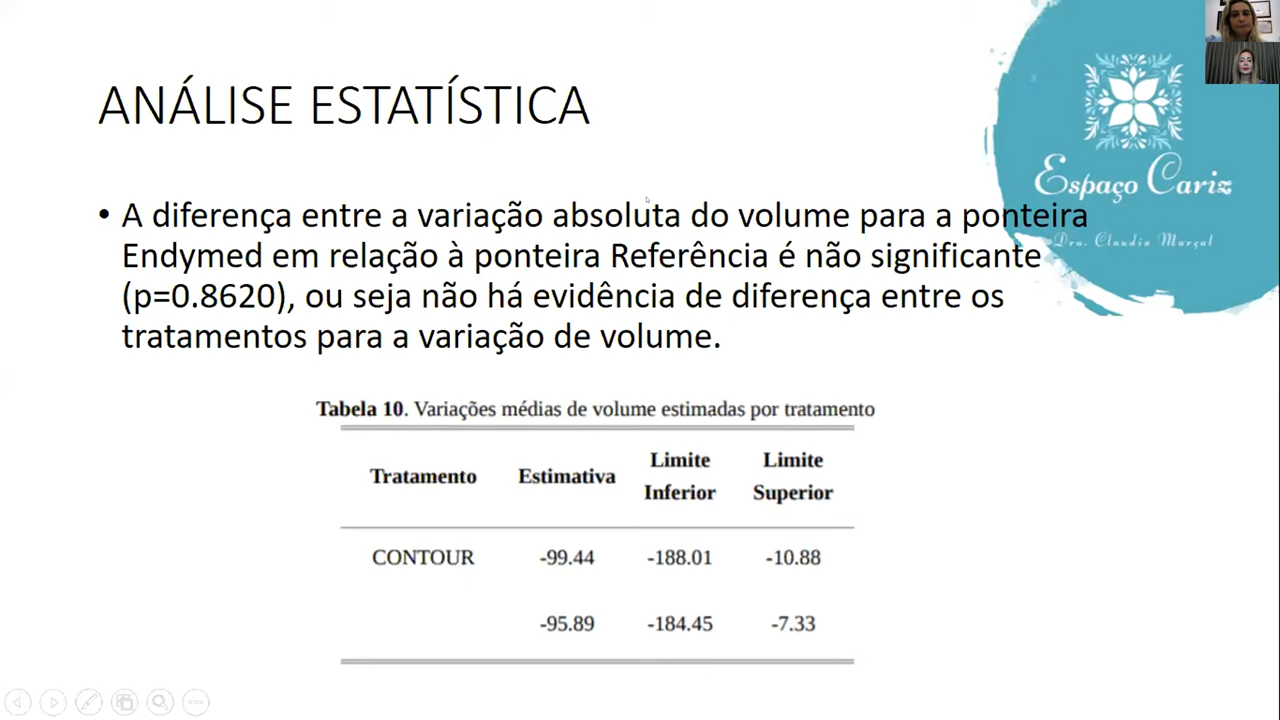 ANÁLISE ESTATÍSTICA
Espaço Cariz
Dra. Claudia Marçal
• A diferença entre a variação absoluta do volume para a ponteira
Endymed em relação à ponteira Referência é não significante
(p=0.8620), ou seja não há evidência de diferença entre os
tratamentos para a variação de volume.
Tabela 10. Variações médias de volume estimadas por tratamento
Tratamento Estimativa Limite Inferior Limite Superior
CONTOUR -99.44 -188.01 -10.88
-95.89 -184.45 -7.33